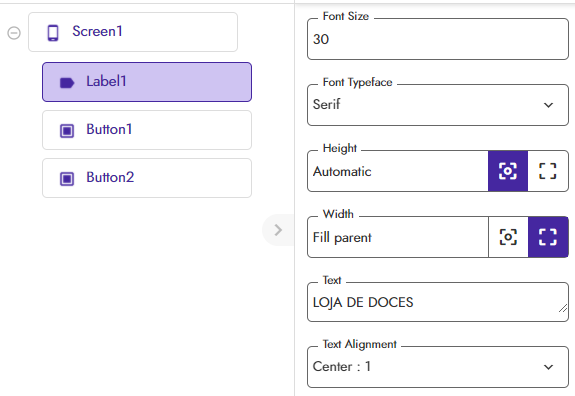 Screen1
Label1
Button1
Button2
Font Size
30
Font Typeface
Serif
Height
Automatic
Width
Fill parent
Text
LOJA DE DOCES
Text Alignment
Center : 1